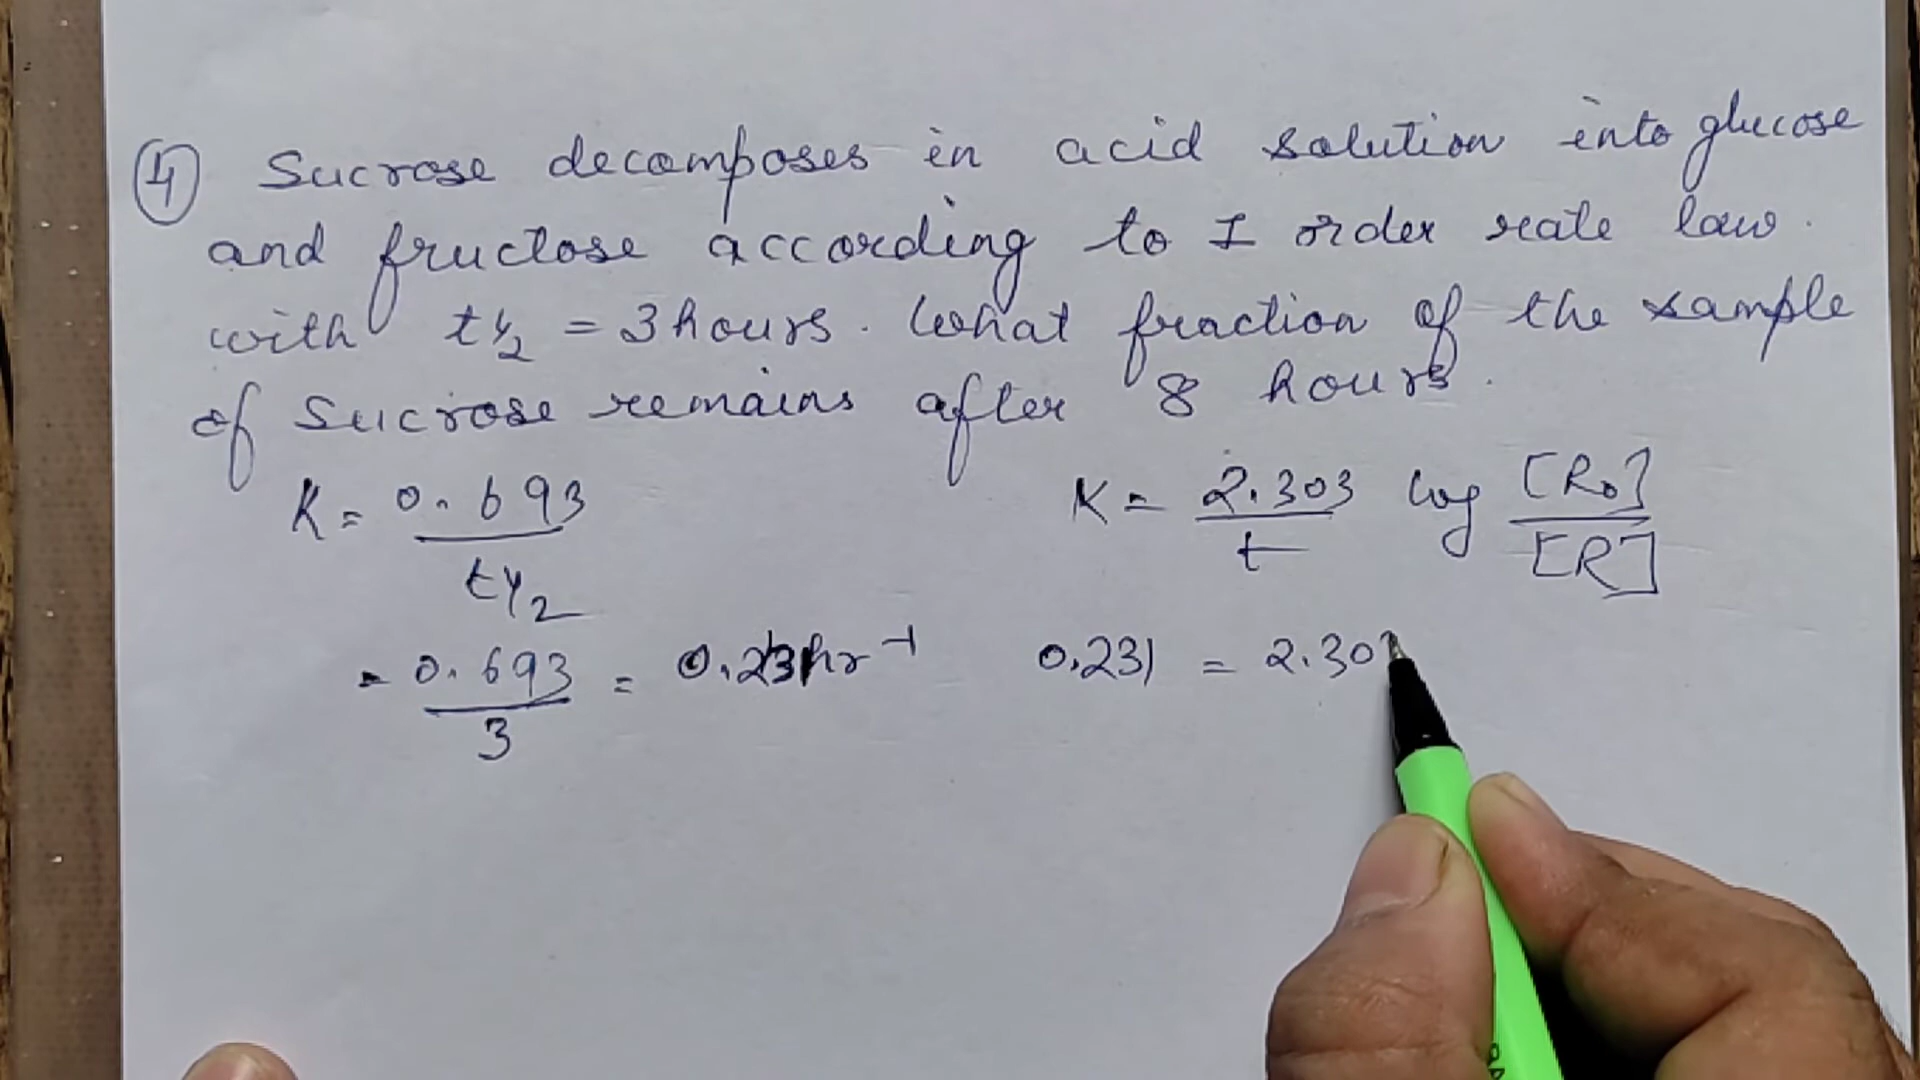 ④ Sucrose decomposes in acid solution into glucose
and fructose according to I order rate law.
with t½ = 3 hours. What fraction of the sample
of Sucrose remains after 8 hours.
K = 0.693 / t½
K = 2.303 / t log [R₀] / [R]
= 0.693 / 3 = 0.231 hr⁻¹
0.231 = 2.303